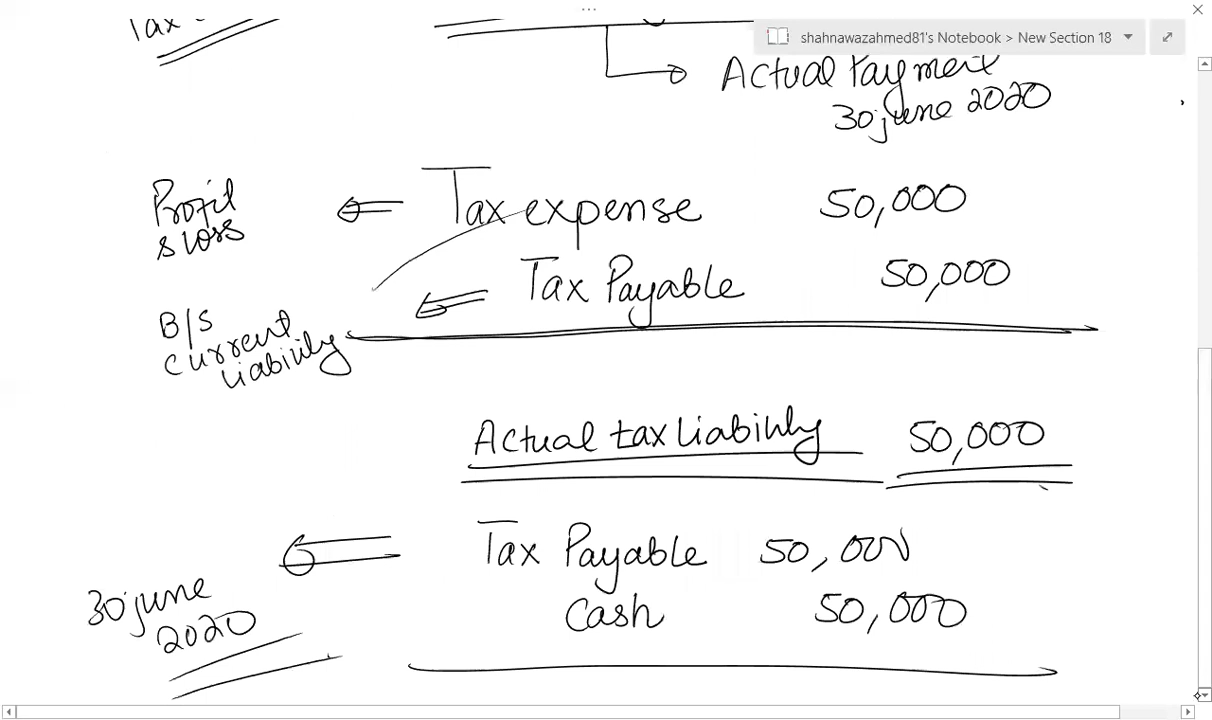 shahnawazahmed81's Notebook > New Section 18
Tax
Actual Payment
30 june 2020
Profit
& Loss
Tax expense 50,000
Tax Payable 50,000
B/S
current
liability
Actual tax liability 50,000
Tax Payable 50,000
30 june
2020
Cash 50,000